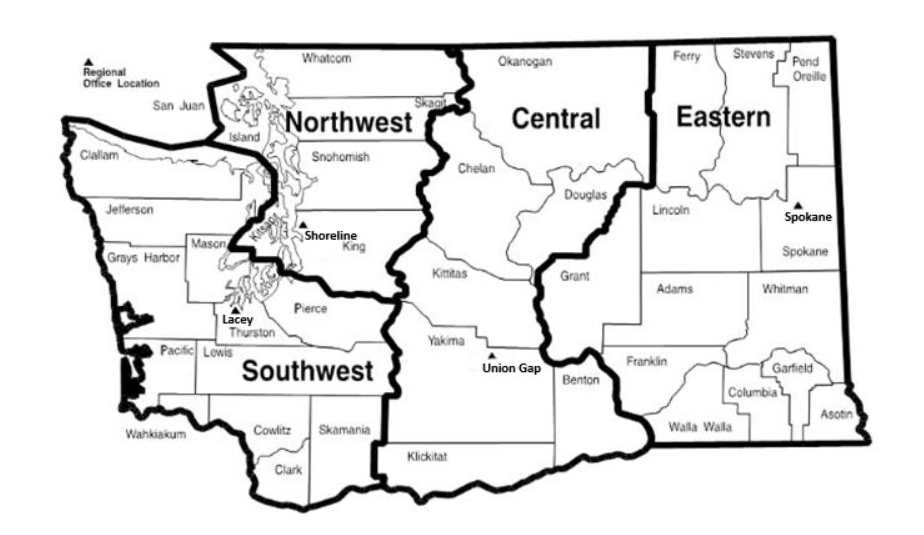 Whatcom
Okanogan
Ferry
Stevens
Pend
Oreille
Regional
Office Location
San Juan
Skagit
Island
Northwest
Central
Eastern
Clallam
Snohomish
Chelan
Douglas
Jefferson
Lincoln
Spokane
Kitsap
Shoreline
King
Mason
Grays Harbor
Spokane
Kittitas
Grant
Adams
Whitman
Pierce
Lacey
Thurston
Yakima
Pacific
Lewis
Union Gap
Franklin
Garfield
Southwest
Benton
Columbia
Asotin
Wahkiakum
Cowlitz
Skamania
Walla Walla
Klickitat
Clark